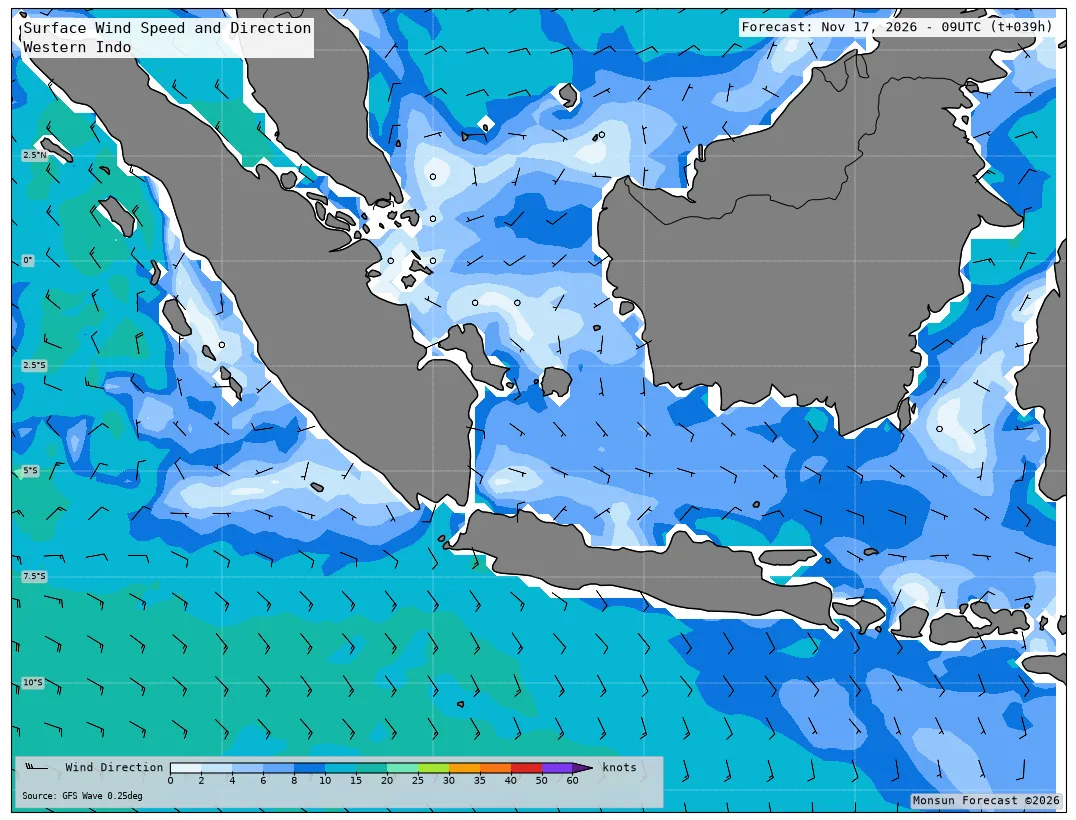 Surface Wind Speed and Direction
Western Indo
Forecast: Nov 17, 2026 - 09UTC (t+039h)
2.5°N
0°
2.5°S
5°S
7.5°S
10°S
Wind Direction
0 2 4 6 8 10 15 20 25 30 35 40 50 60
knots
Source: GFS Wave 0.25deg
Monsun Forecast ©2026